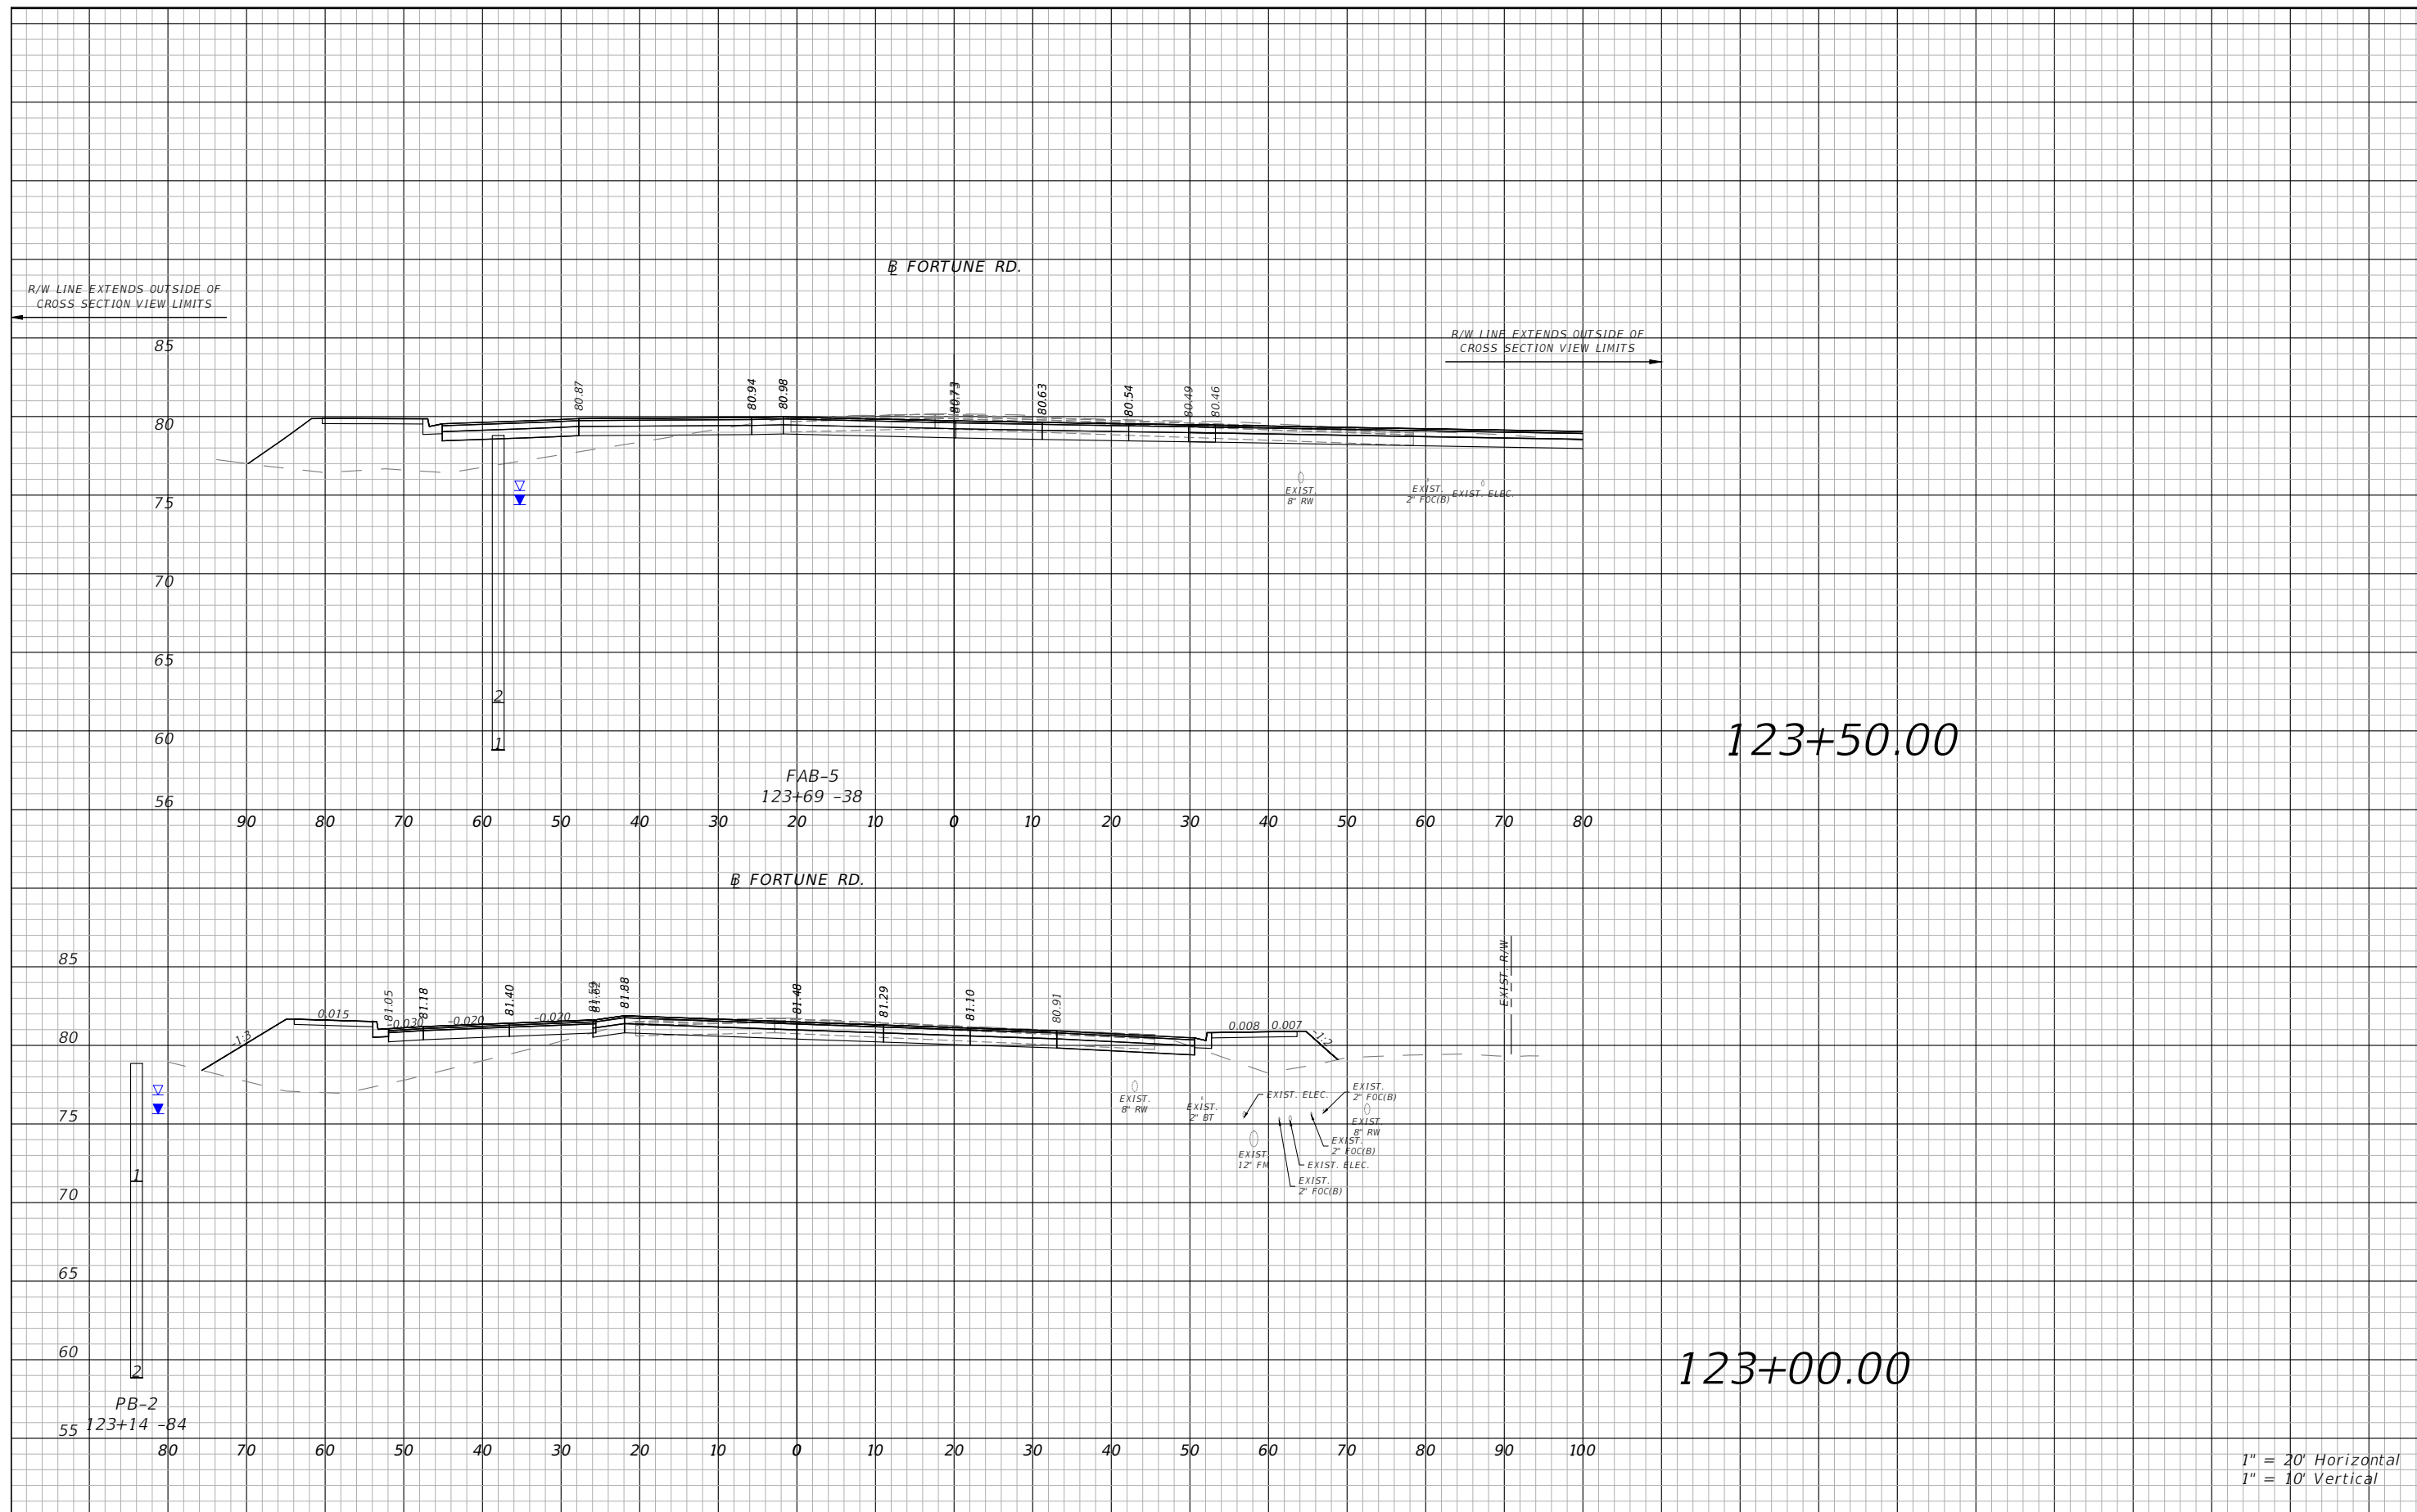 ℄ FORTUNE RD.
R/W LINE EXTENDS OUTSIDE OF
CROSS SECTION VIEW LIMITS
R/W LINE EXTENDS OUTSIDE OF
CROSS SECTION VIEW LIMITS
85
80
75
70
65
60
56
80.87
80.94
80.98
80.63
80.54
80.49
80.46
EXIST.
8" RW
EXIST.
2" FOC(B)
EXIST. ELEC.
2
1
123+50.00
FAB-5
123+69 -38
90 80 70 60 50 40 30 20 10 0 10 20 30 40 50 60 70 80
℄ FORTUNE RD.
85
80
75
70
65
60
55
-1:3
0.015
81.05
-0.030
81.18
-0.020
81.40
-0.020
81.62
81.88
81.48
81.29
81.10
80.91
0.008
0.007
-1:2
EXIST. R/W
EXIST.
8" RW
EXIST.
2" BT
EXIST. ELEC.
EXIST.
2" FOC(B)
EXIST.
8" RW
EXIST.
2" FOC(B)
EXIST.
12" FM
EXIST. ELEC.
EXIST.
2" FOC(B)
1
2
123+00.00
PB-2
123+14 -84
80 70 60 50 40 30 20 10 0 10 20 30 40 50 60 70 80 90 100
1" = 20' Horizontal
1" = 10' Vertical